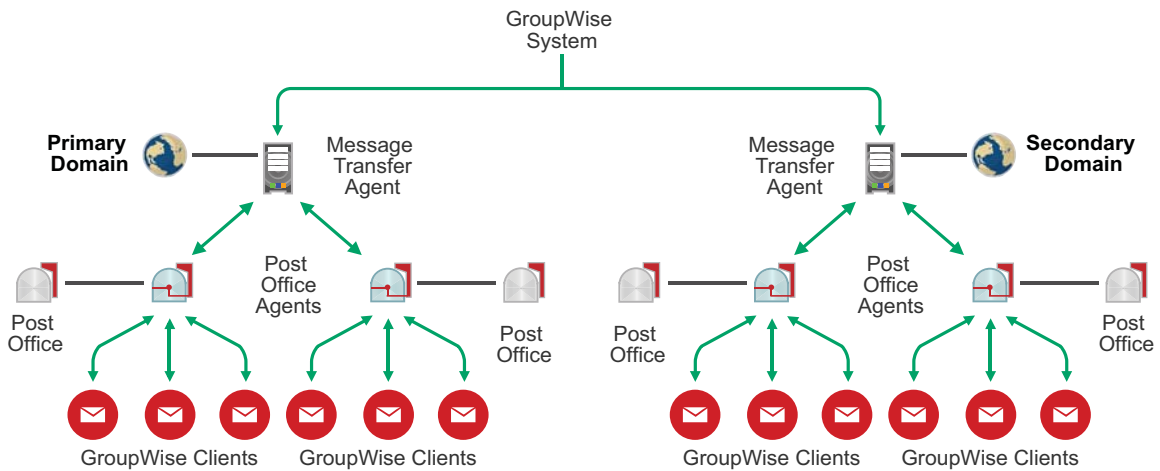 GroupWise
System
Primary
Domain
Message
Transfer
Agent
Message
Transfer
Agent
Secondary
Domain
Post
Office
Post
Office
Agents
Post
Office
Post
Office
Post
Office
Agents
Post
Office
GroupWise Clients
GroupWise Clients
GroupWise Clients
GroupWise Clients